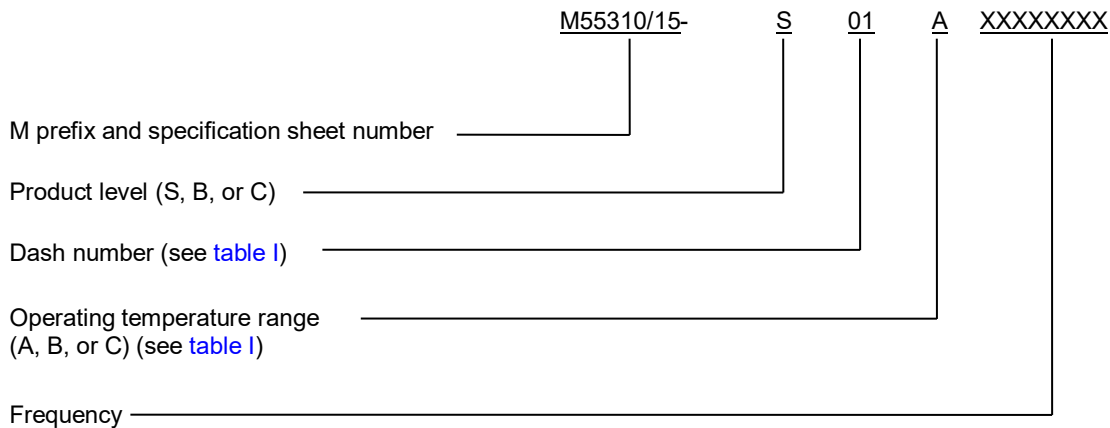 M55310/15- S 01 A XXXXXXXX
M prefix and specification sheet number
Product level (S, B, or C)
Dash number (see table I)
Operating temperature range
(A, B, or C) (see table I)
Frequency